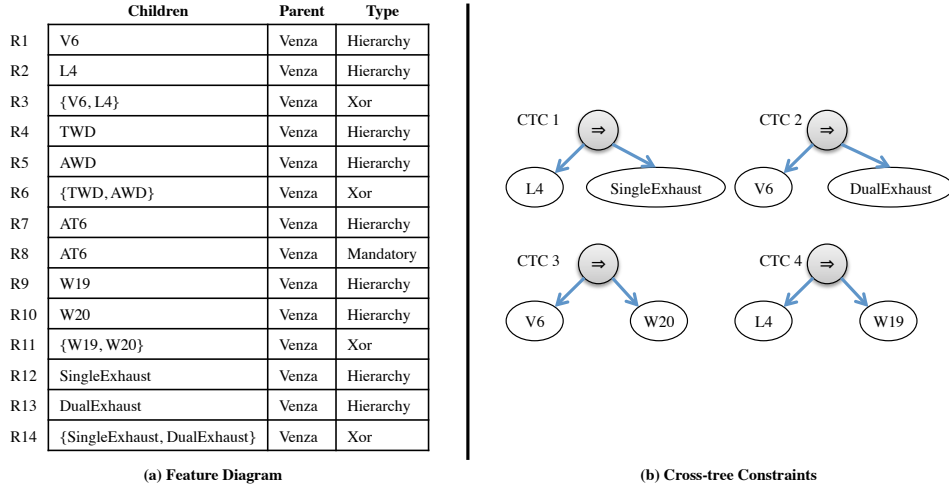 Children Parent Type
R1 V6 Venza Hierarchy
R2 L4 Venza Hierarchy
R3 {V6, L4} Venza Xor
R4 TWD Venza Hierarchy
R5 AWD Venza Hierarchy
R6 {TWD, AWD} Venza Xor
R7 AT6 Venza Hierarchy
R8 AT6 Venza Mandatory
R9 W19 Venza Hierarchy
R10 W20 Venza Hierarchy
R11 {W19, W20} Venza Xor
R12 SingleExhaust Venza Hierarchy
R13 DualExhaust Venza Hierarchy
R14 {SingleExhaust, DualExhaust} Venza Xor
(a) Feature Diagram
CTC 1 ⇒ CTC 2 ⇒
L4 SingleExhaust V6 DualExhaust
CTC 3 ⇒ CTC 4 ⇒
V6 W20 L4 W19
(b) Cross-tree Constraints